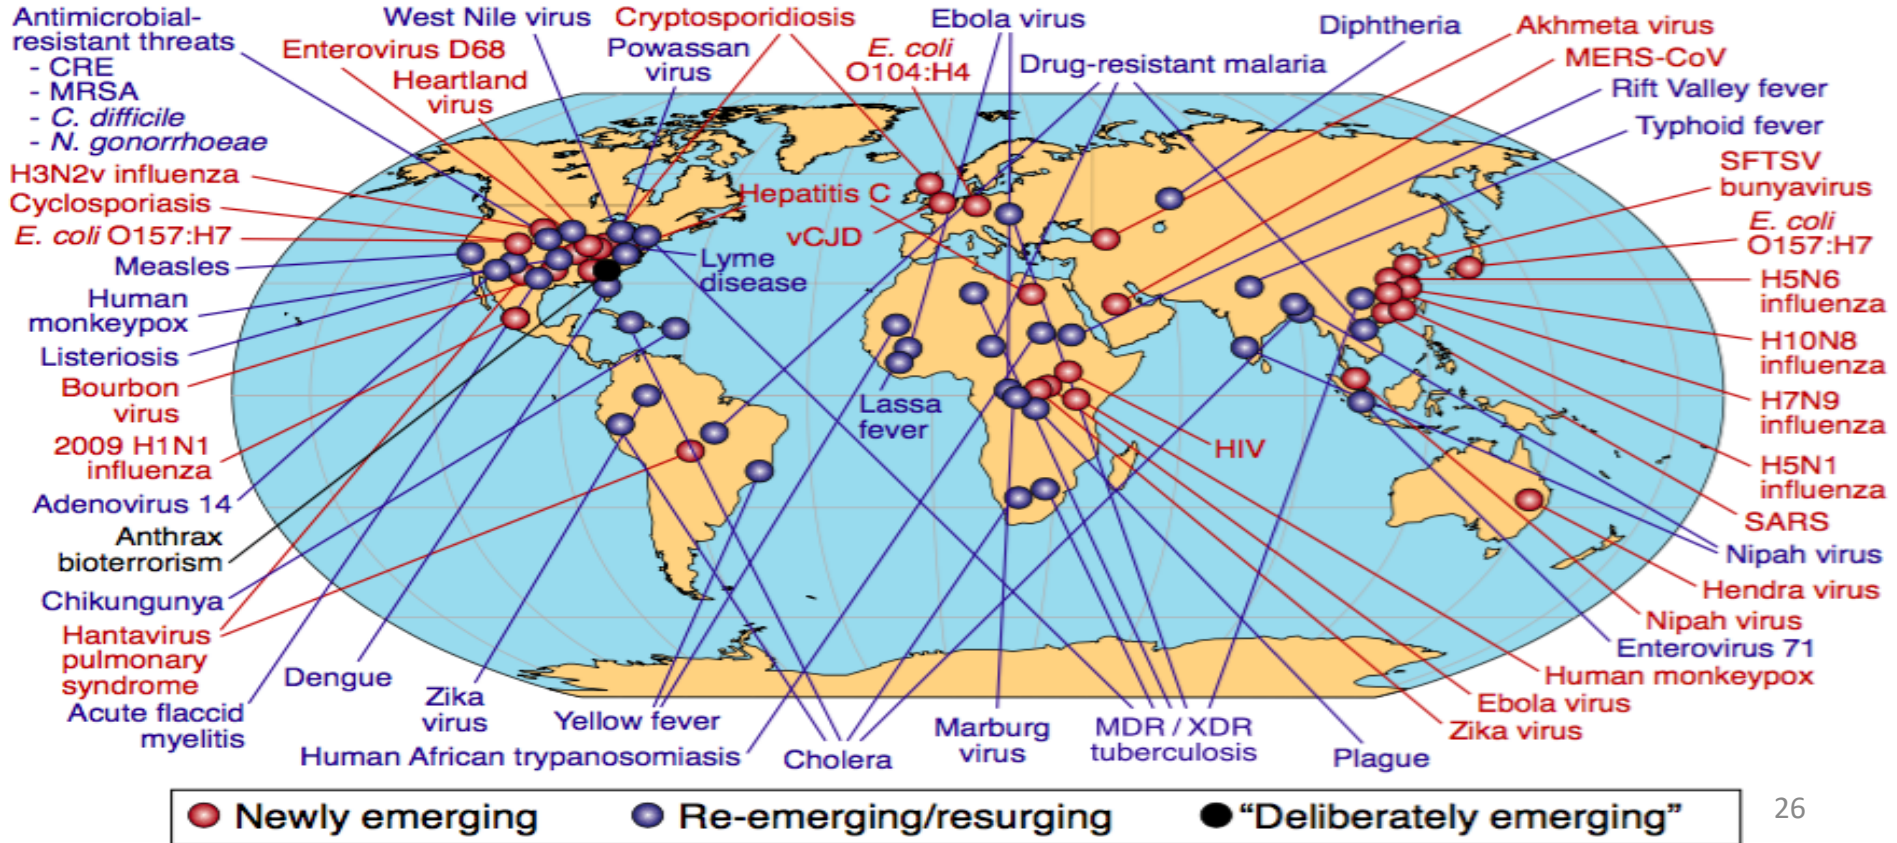 Antimicrobial-
resistant threats
- CRE
- MRSA
- C. difficile
- N. gonorrhoeae
H3N2v influenza
Cyclosporiasis
E. coli O157:H7
Measles
Human
monkeypox
Listeriosis
Bourbon
virus
2009 H1N1
influenza
Adenovirus 14
Anthrax
bioterrorism
Chikungunya
Hantavirus
pulmonary
syndrome
Acute flaccid
myelitis
Enterovirus D68
Heartland
virus
West Nile virus
Powassan
virus
Cryptosporidiosis
E. coli
O104:H4
Ebola virus
Drug-resistant malaria
Diphtheria
Akhmeta virus
MERS-CoV
Rift Valley fever
Typhoid fever
SFTSV
bunyavirus
E. coli
O157:H7
H5N6
influenza
H10N8
influenza
H7N9
influenza
H5N1
influenza
SARS
Nipah virus
Hendra virus
Nipah virus
Enterovirus 71
Human monkeypox
Ebola virus
Zika virus
Hepatitis C
vCJD
Lyme
disease
Lassa
fever
HIV
Dengue
Zika
virus
Yellow fever
Human African trypanosomiasis
Cholera
Marburg
virus
MDR / XDR
tuberculosis
Plague
Newly emerging
Re-emerging/resurging
“Deliberately emerging”
26